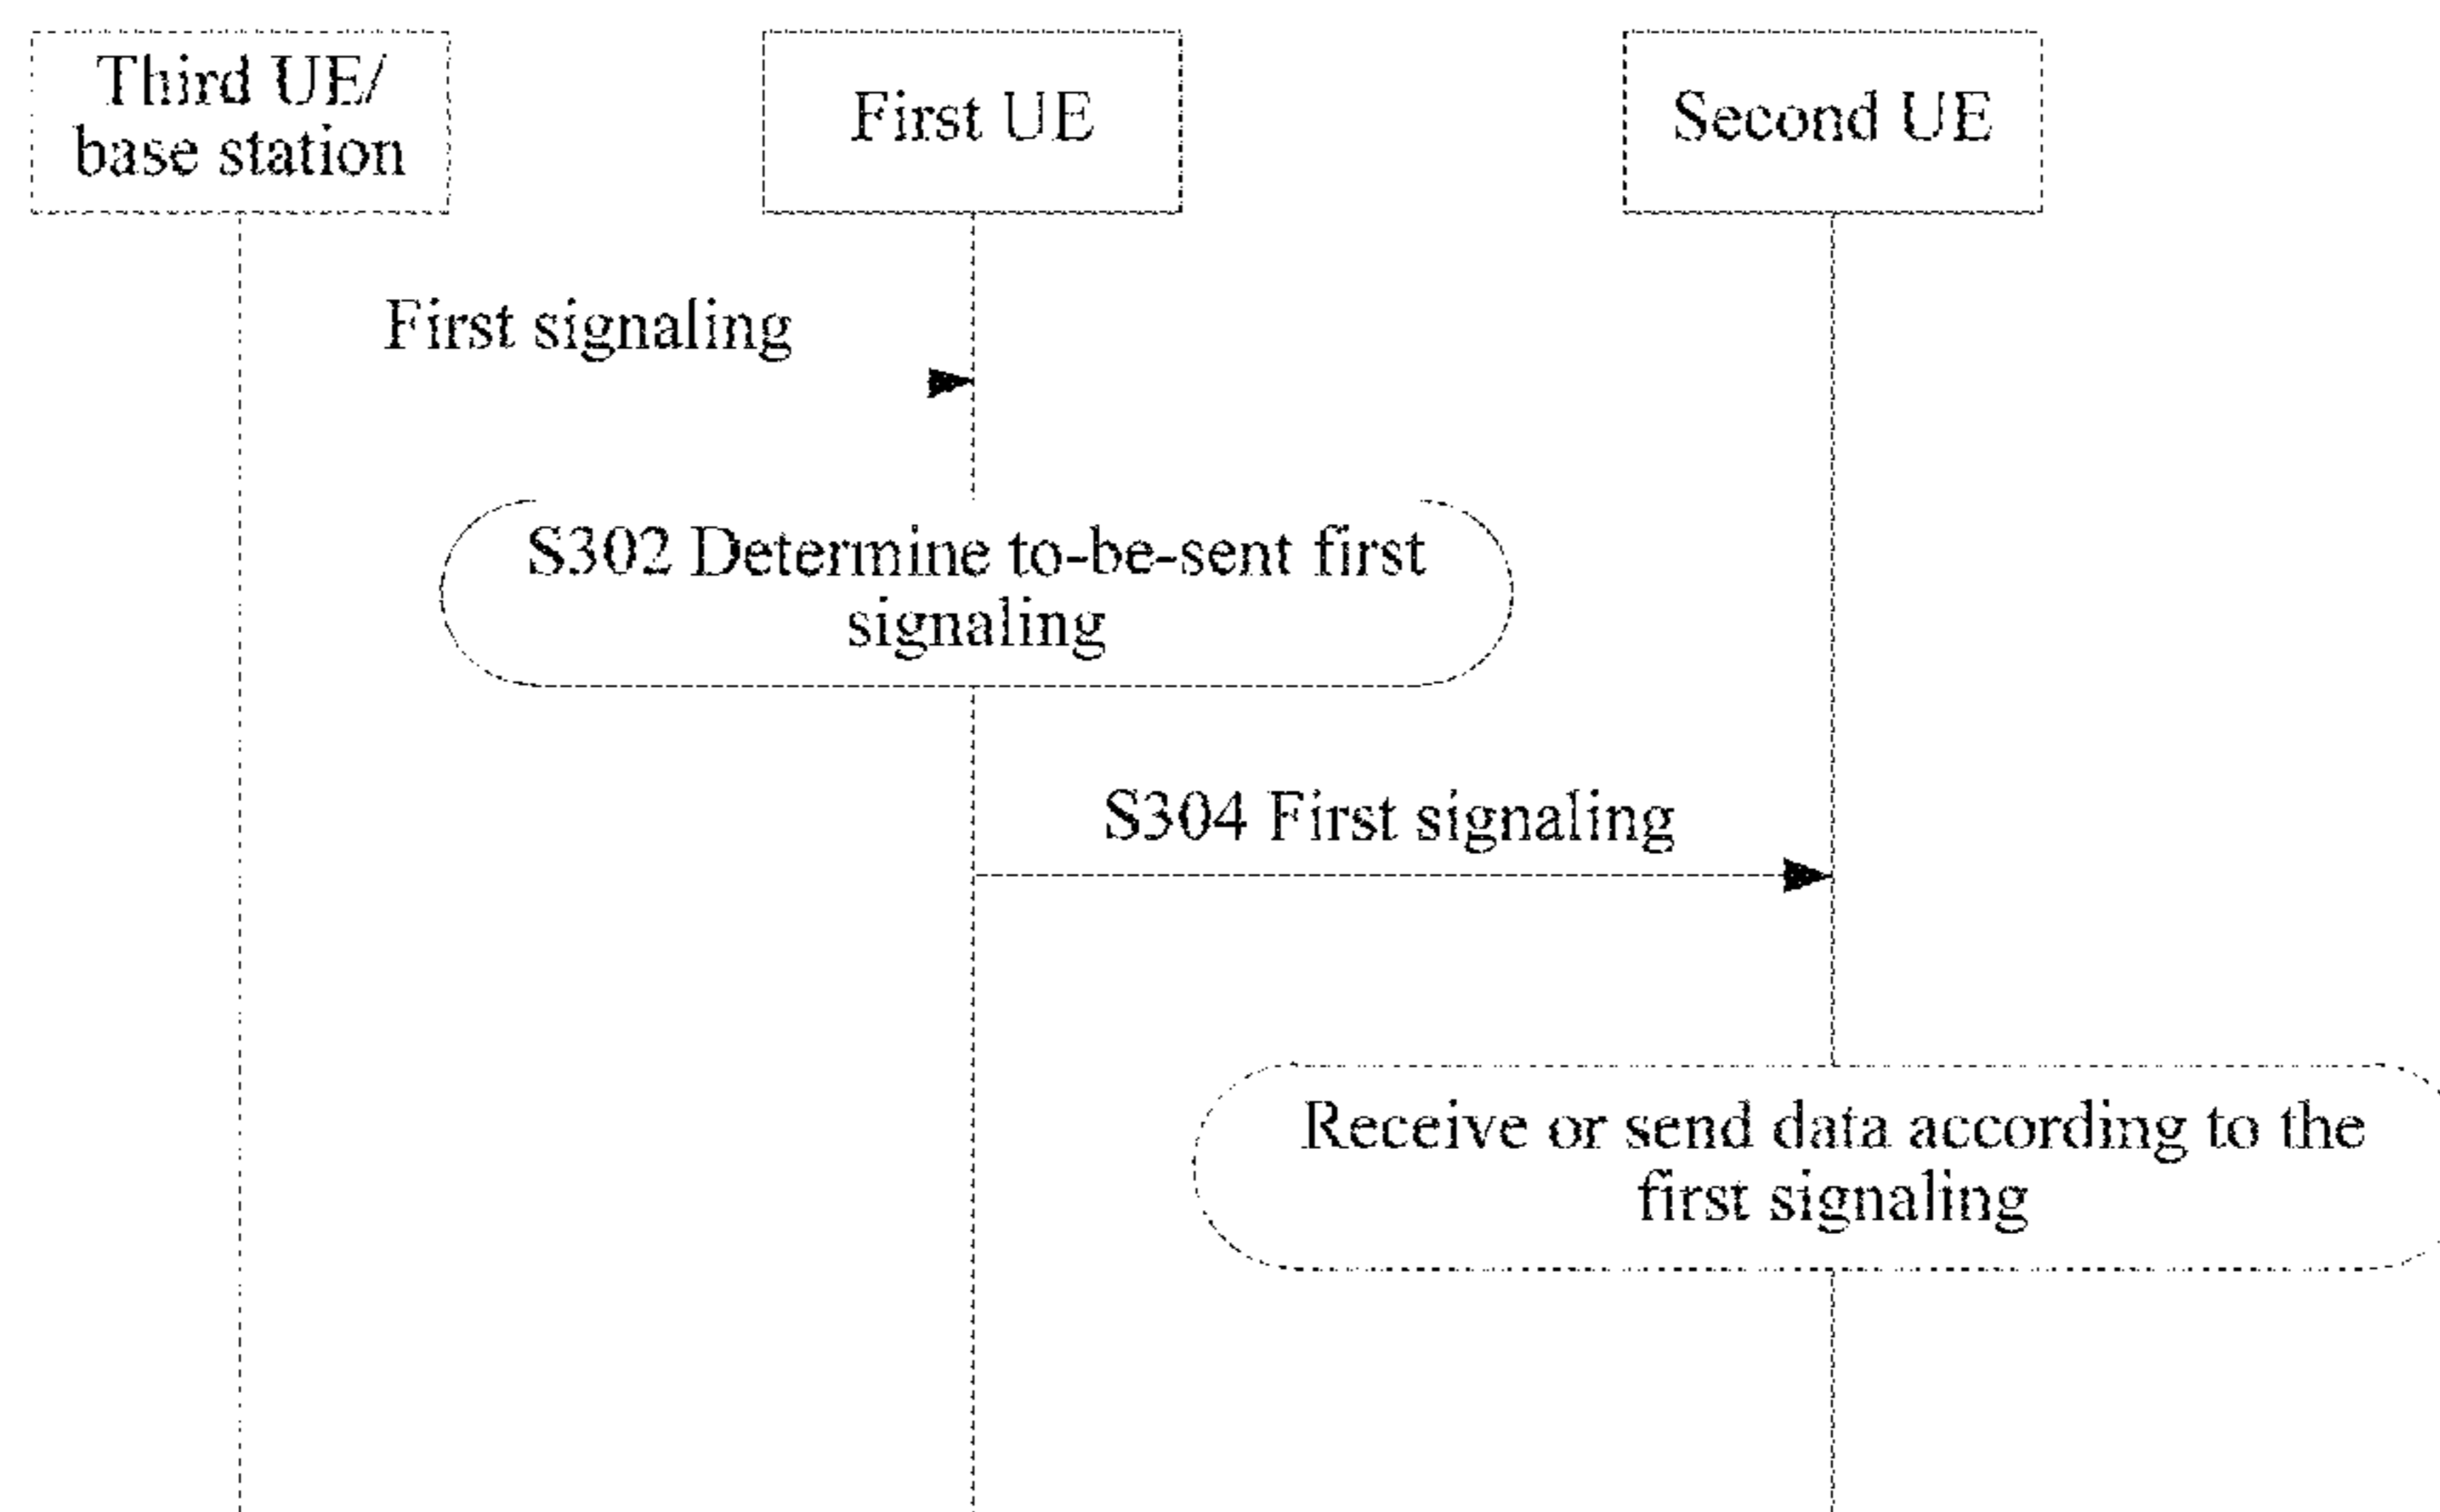 Third UE/
base station
First UE
Second UE
First signaling
S302 Determine to-be-sent first
signaling
S304 First signaling
Receive or send data according to the
first signaling